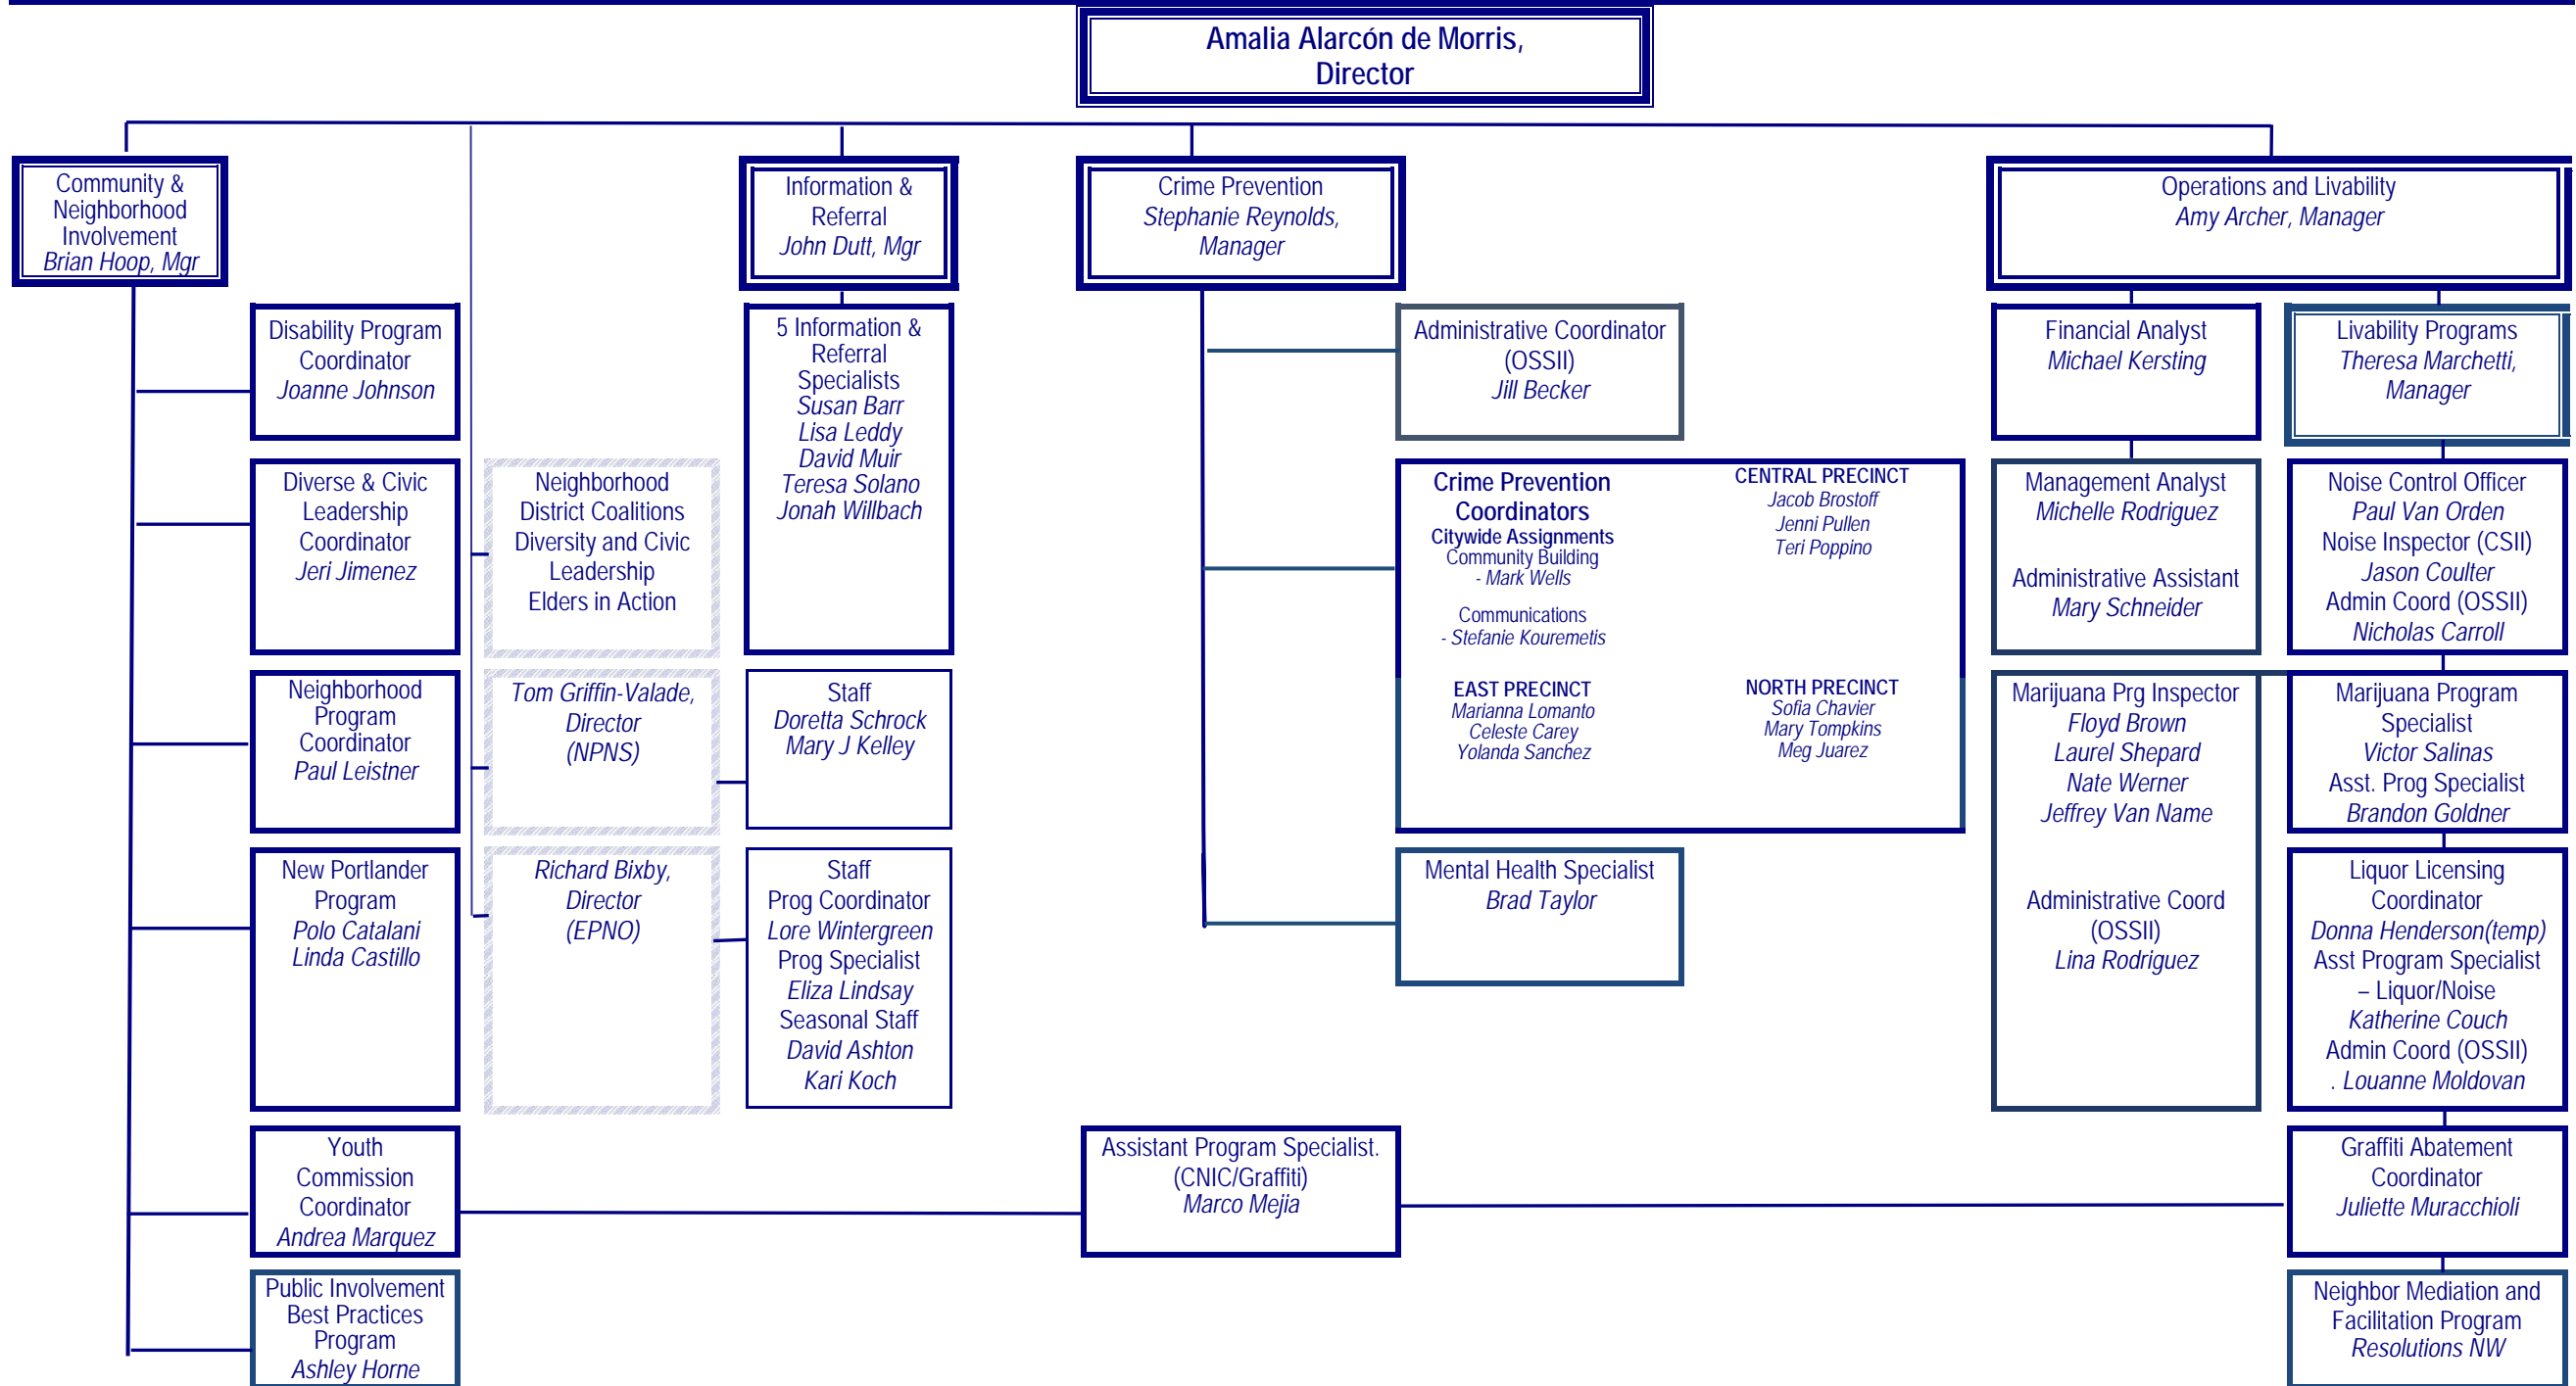 Amalia Alarcón de Morris,
Director
Community &
Neighborhood
Involvement
Brian Hoop, Mgr
Information &
Referral
John Dutt, Mgr
Crime Prevention
Stephanie Reynolds,
Manager
Operations and Livability
Amy Archer, Manager
Disability Program
Coordinator
Joanne Johnson
5 Information &
Referral
Specialists
Susan Barr
Lisa Leddy
David Muir
Teresa Solano
Jonah Willbach
Administrative Coordinator
(OSSII)
Jill Becker
Financial Analyst
Michael Kersting
Livability Programs
Theresa Marchetti,
Manager
Diverse & Civic
Leadership
Coordinator
Jeri Jimenez
Neighborhood
District Coalitions
Diversity and Civic
Leadership
Elders in Action
Crime Prevention
Coordinators
Citywide Assignments
Community Building
- Mark Wells
Communications
- Stefanie Kouremetis
CENTRAL PRECINCT
Jacob Brostoff
Jenni Pullen
Teri Poppino
EAST PRECINCT
Marianna Lomanto
Celeste Carey
Yolanda Sanchez
NORTH PRECINCT
Sofia Chavier
Mary Tompkins
Meg Juarez
Management Analyst
Michelle Rodriguez
Administrative Assistant
Mary Schneider
Noise Control Officer
Paul Van Orden
Noise Inspector (CSII)
Jason Coulter
Admin Coord (OSSII)
Nicholas Carroll
Neighborhood
Program
Coordinator
Paul Leistner
Tom Griffin-Valade,
Director
(NPNS)
Staff
Doretta Schrock
Mary J Kelley
Marijuana Prg Inspector
Floyd Brown
Laurel Shepard
Nate Werner
Jeffrey Van Name
Administrative Coord
(OSSII)
Lina Rodriguez
Marijuana Program
Specialist
Victor Salinas
Asst. Prog Specialist
Brandon Goldner
New Portlander
Program
Polo Catalani
Linda Castillo
Richard Bixby,
Director
(EPNO)
Staff
Prog Coordinator
Lore Wintergreen
Prog Specialist
Eliza Lindsay
Seasonal Staff
David Ashton
Kari Koch
Mental Health Specialist
Brad Taylor
Liquor Licensing
Coordinator
Donna Henderson(temp)
Asst Program Specialist
– Liquor/Noise
Katherine Couch
Admin Coord (OSSII)
. Louanne Moldovan
Youth
Commission
Coordinator
Andrea Marquez
Assistant Program Specialist.
(CNIC/Graffiti)
Marco Mejia
Graffiti Abatement
Coordinator
Juliette Muracchioli
Public Involvement
Best Practices
Program
Ashley Horne
Neighbor Mediation and
Facilitation Program
Resolutions NW